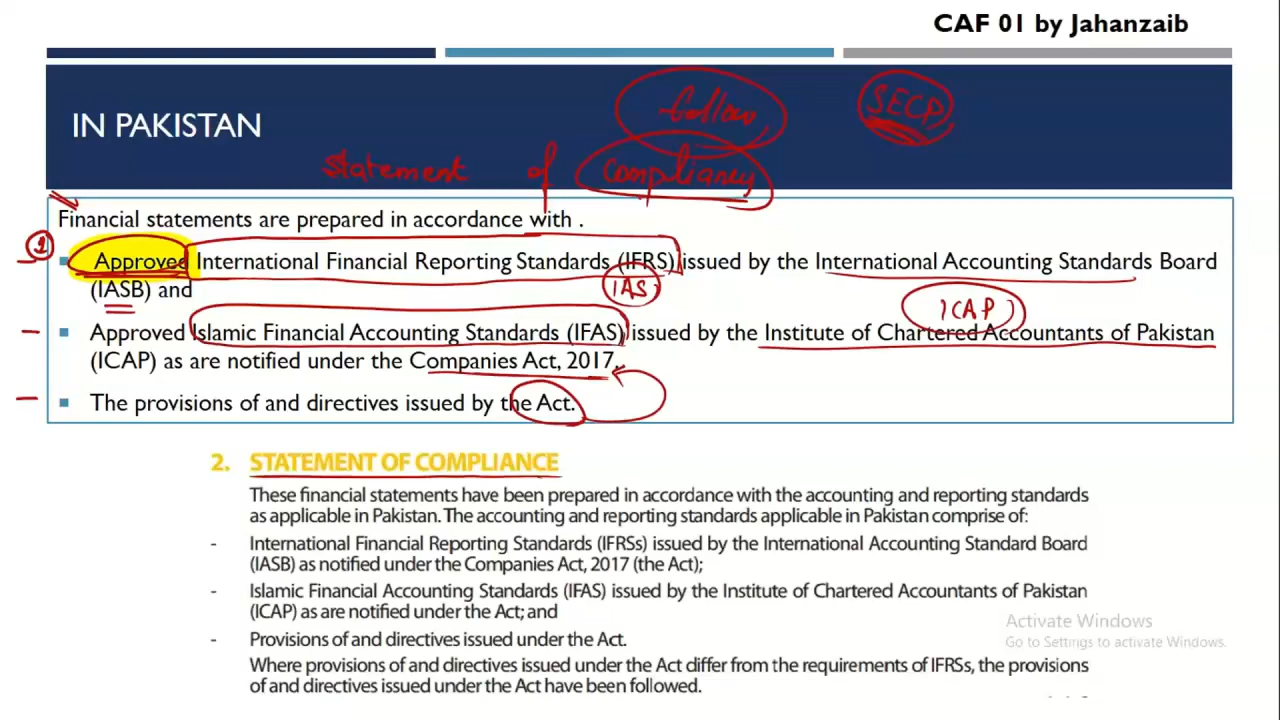 CAF 01 by Jahanzaib
follow
SECP
IN PAKISTAN
Statement of Compliancy
Financial statements are prepared in accordance with .
1
▪ Approved International Financial Reporting Standards (IFRS) issued by the International Accounting Standards Board
(IASB) and
IAS
ICAP
▪ Approved Islamic Financial Accounting Standards (IFAS) issued by the Institute of Chartered Accountants of Pakistan
(ICAP) as are notified under the Companies Act, 2017.
▪ The provisions of and directives issued by the Act.
2. STATEMENT OF COMPLIANCE
These financial statements have been prepared in accordance with the accounting and reporting standards
as applicable in Pakistan. The accounting and reporting standards applicable in Pakistan comprise of:
- International Financial Reporting Standards (IFRSs) issued by the International Accounting Standard Board
(IASB) as notified under the Companies Act, 2017 (the Act);
- Islamic Financial Accounting Standards (IFAS) issued by the Institute of Chartered Accountants of Pakistan
(ICAP) as are notified under the Act; and
- Provisions of and directives issued under the Act.
Where provisions of and directives issued under the Act differ from the requirements of IFRSs, the provisions
of and directives issued under the Act have been followed.
Activate Windows
Go to Settings to activate Windows.